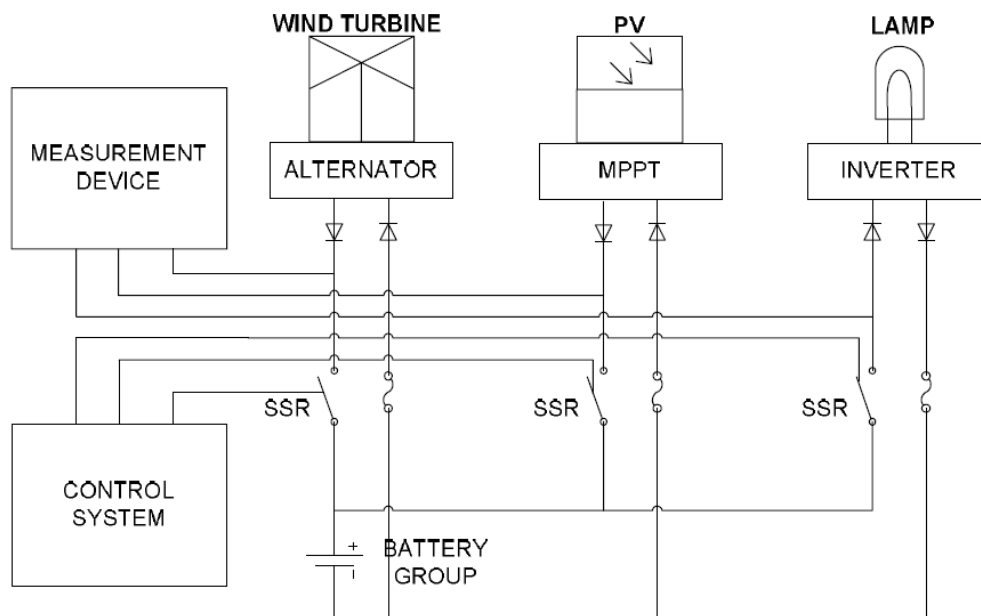 WIND TURBINE
PV
LAMP
MEASUREMENT
DEVICE
ALTERNATOR
MPPT
INVERTER
SSR
SSR
SSR
CONTROL
SYSTEM
+
BATTERY
GROUP